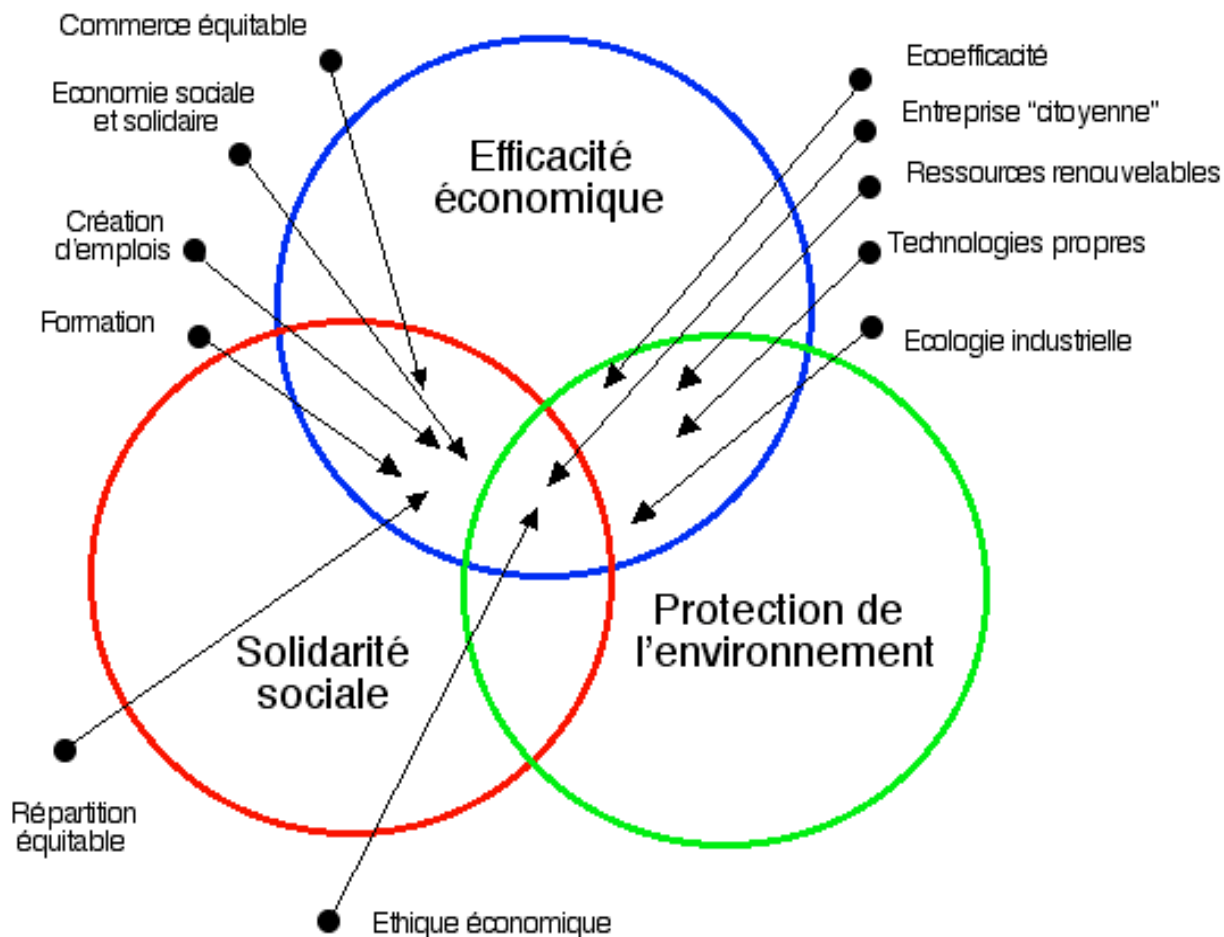 Commerce équitable
Economie sociale
et solidaire
Création
d'emplois
Formation
Efficacité
économique
Ecoefficacité
Entreprise "citoyenne"
Ressources renouvelables
Technologies propres
Ecologie industrielle
Solidarité
sociale
Protection de
l'environnement
Répartition
équitable
Ethique économique